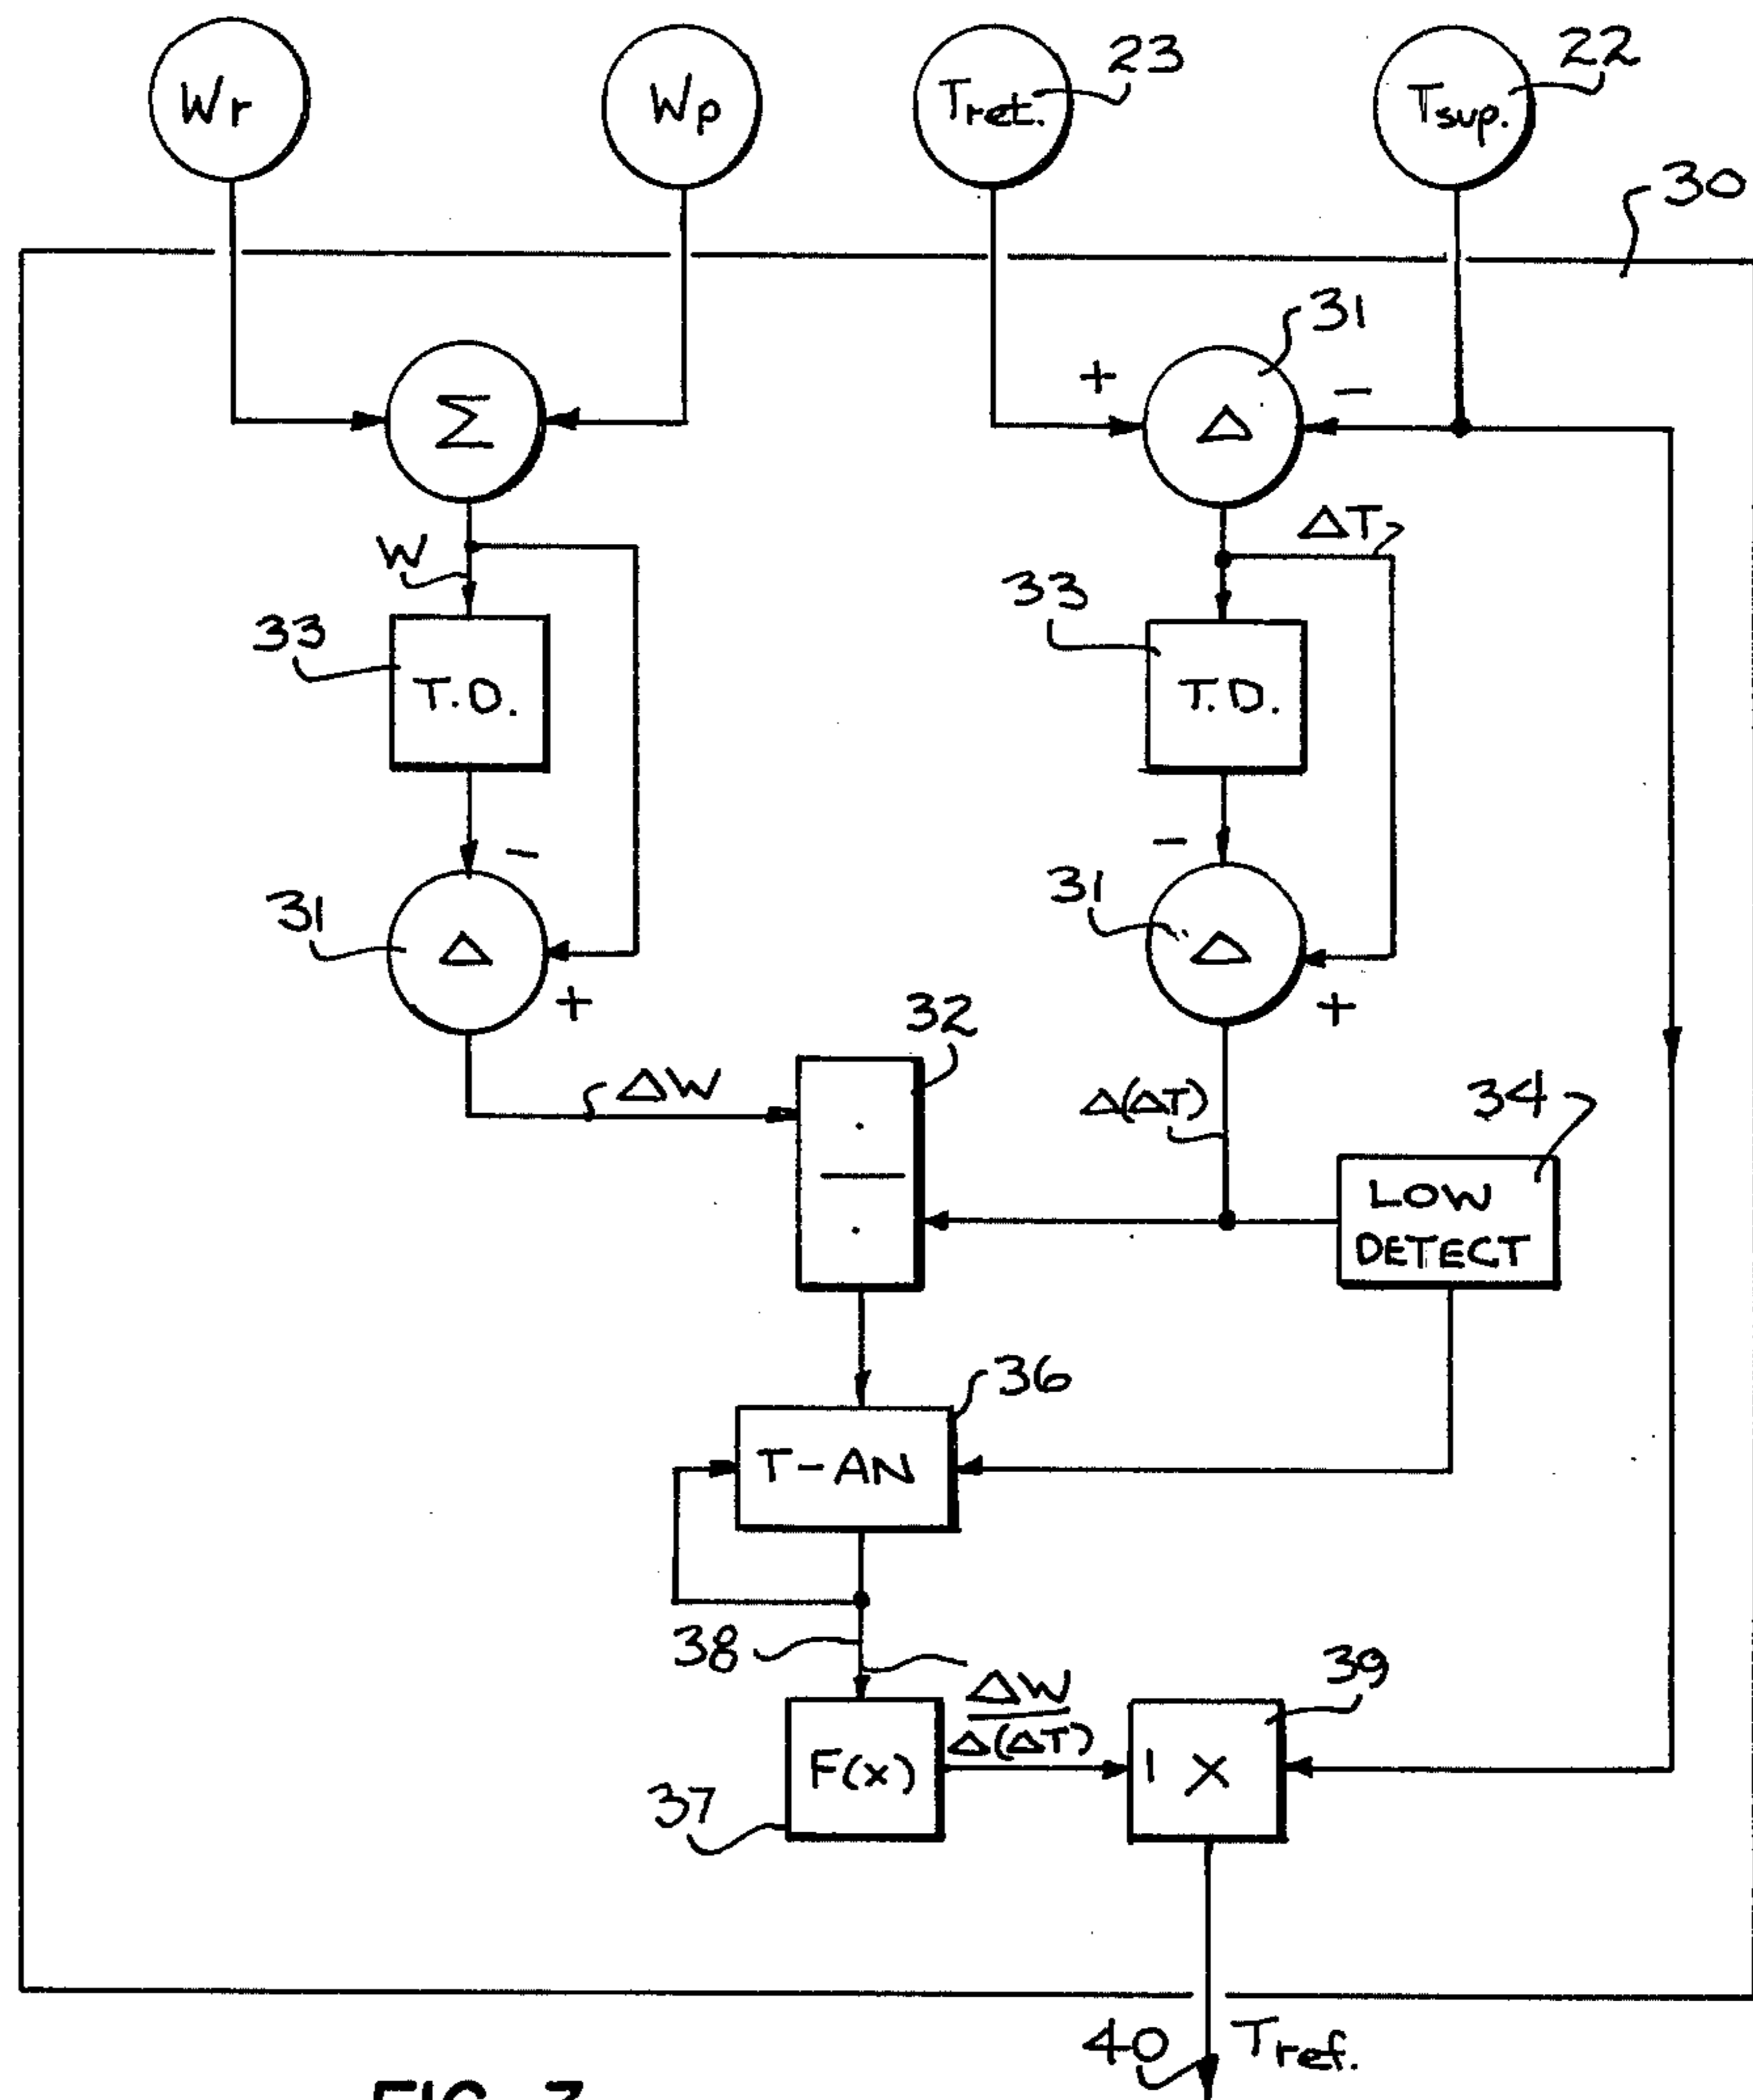 Wr
Wp
Tret.
23
Tsup.
22
30
31
+
Δ
−
Σ
W
ΔT
33
T.D.
33
T.D.
−
−
31
Δ
+
31
Δ
+
32
ΔW
Δ(ΔT)
34
LOW
DETECT
36
T-AN
38
ΔW
Δ(ΔT)
39
F(x)
1 X
37
40
Tref.